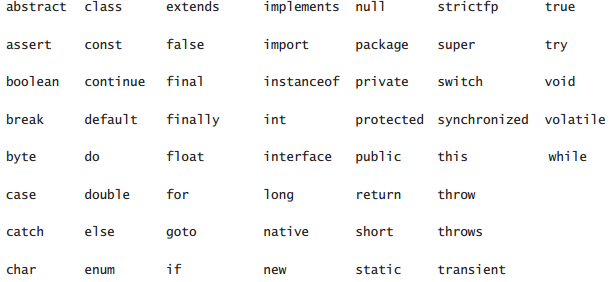 abstract class extends implements null strictfp true
assert const false import package super try
boolean continue final instanceof private switch void
break default finally int protected synchronized volatile
byte do float interface public this while
case double for long return throw
catch else goto native short throws
char enum if new static transient